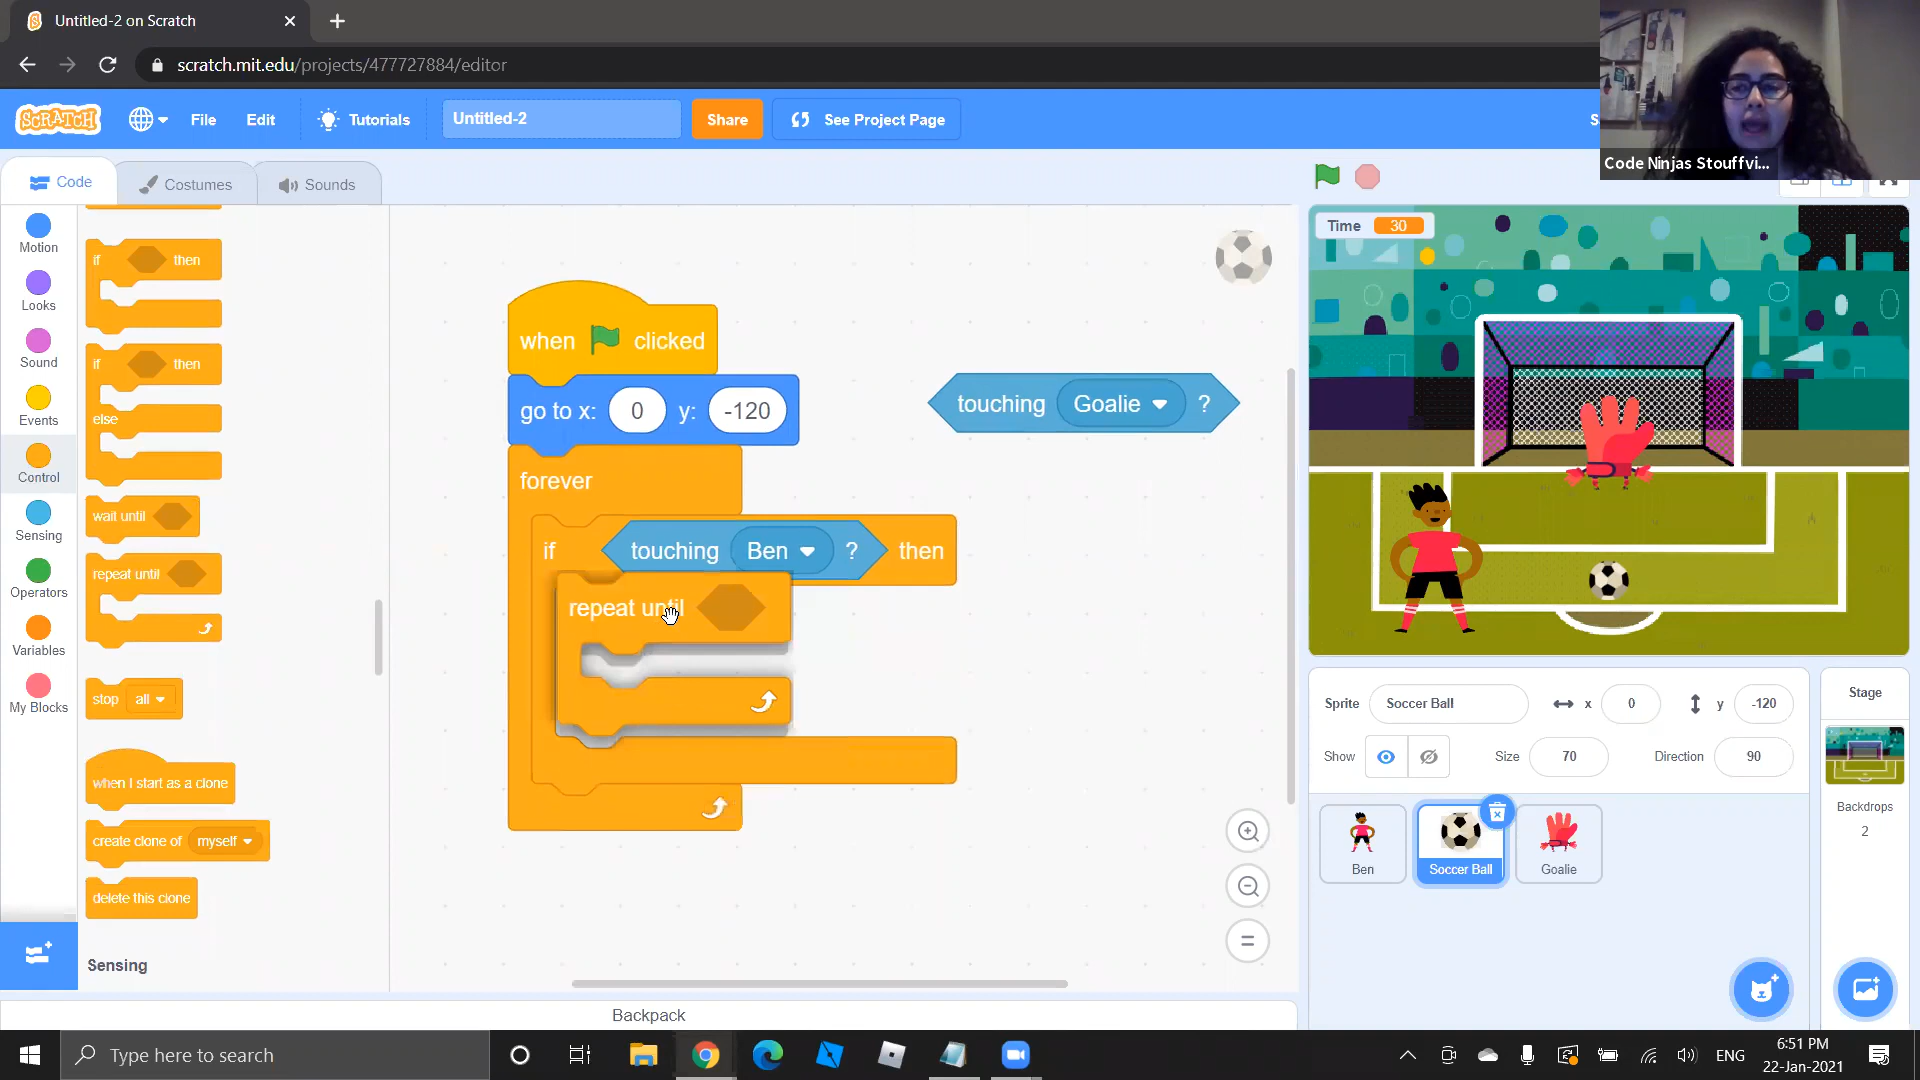 Untitled-2 on Scratch
scratch.mit.edu/projects/477727884/editor
SCRATCH
File
Edit
Tutorials
Untitled-2
Share
See Project Page
S
Code Ninjas Stouffvi...
Code
Costumes
Sounds
Motion
Looks
Sound
Events
Control
Sensing
Operators
Variables
My Blocks
if then
if then
else
wait until
repeat until
stop all
when I start as a clone
create clone of myself
delete this clone
Sensing
when clicked
go to x: 0 y: -120
forever
if touching Ben ? then
repeat until
touching Goalie ?
Time 30
Sprite Soccer Ball x 0 y -120
Show Size 70 Direction 90
Ben
Soccer Ball
Goalie
Stage
Backdrops
2
Backpack
Type here to search
ENG
6:51 PM
22-Jan-2021